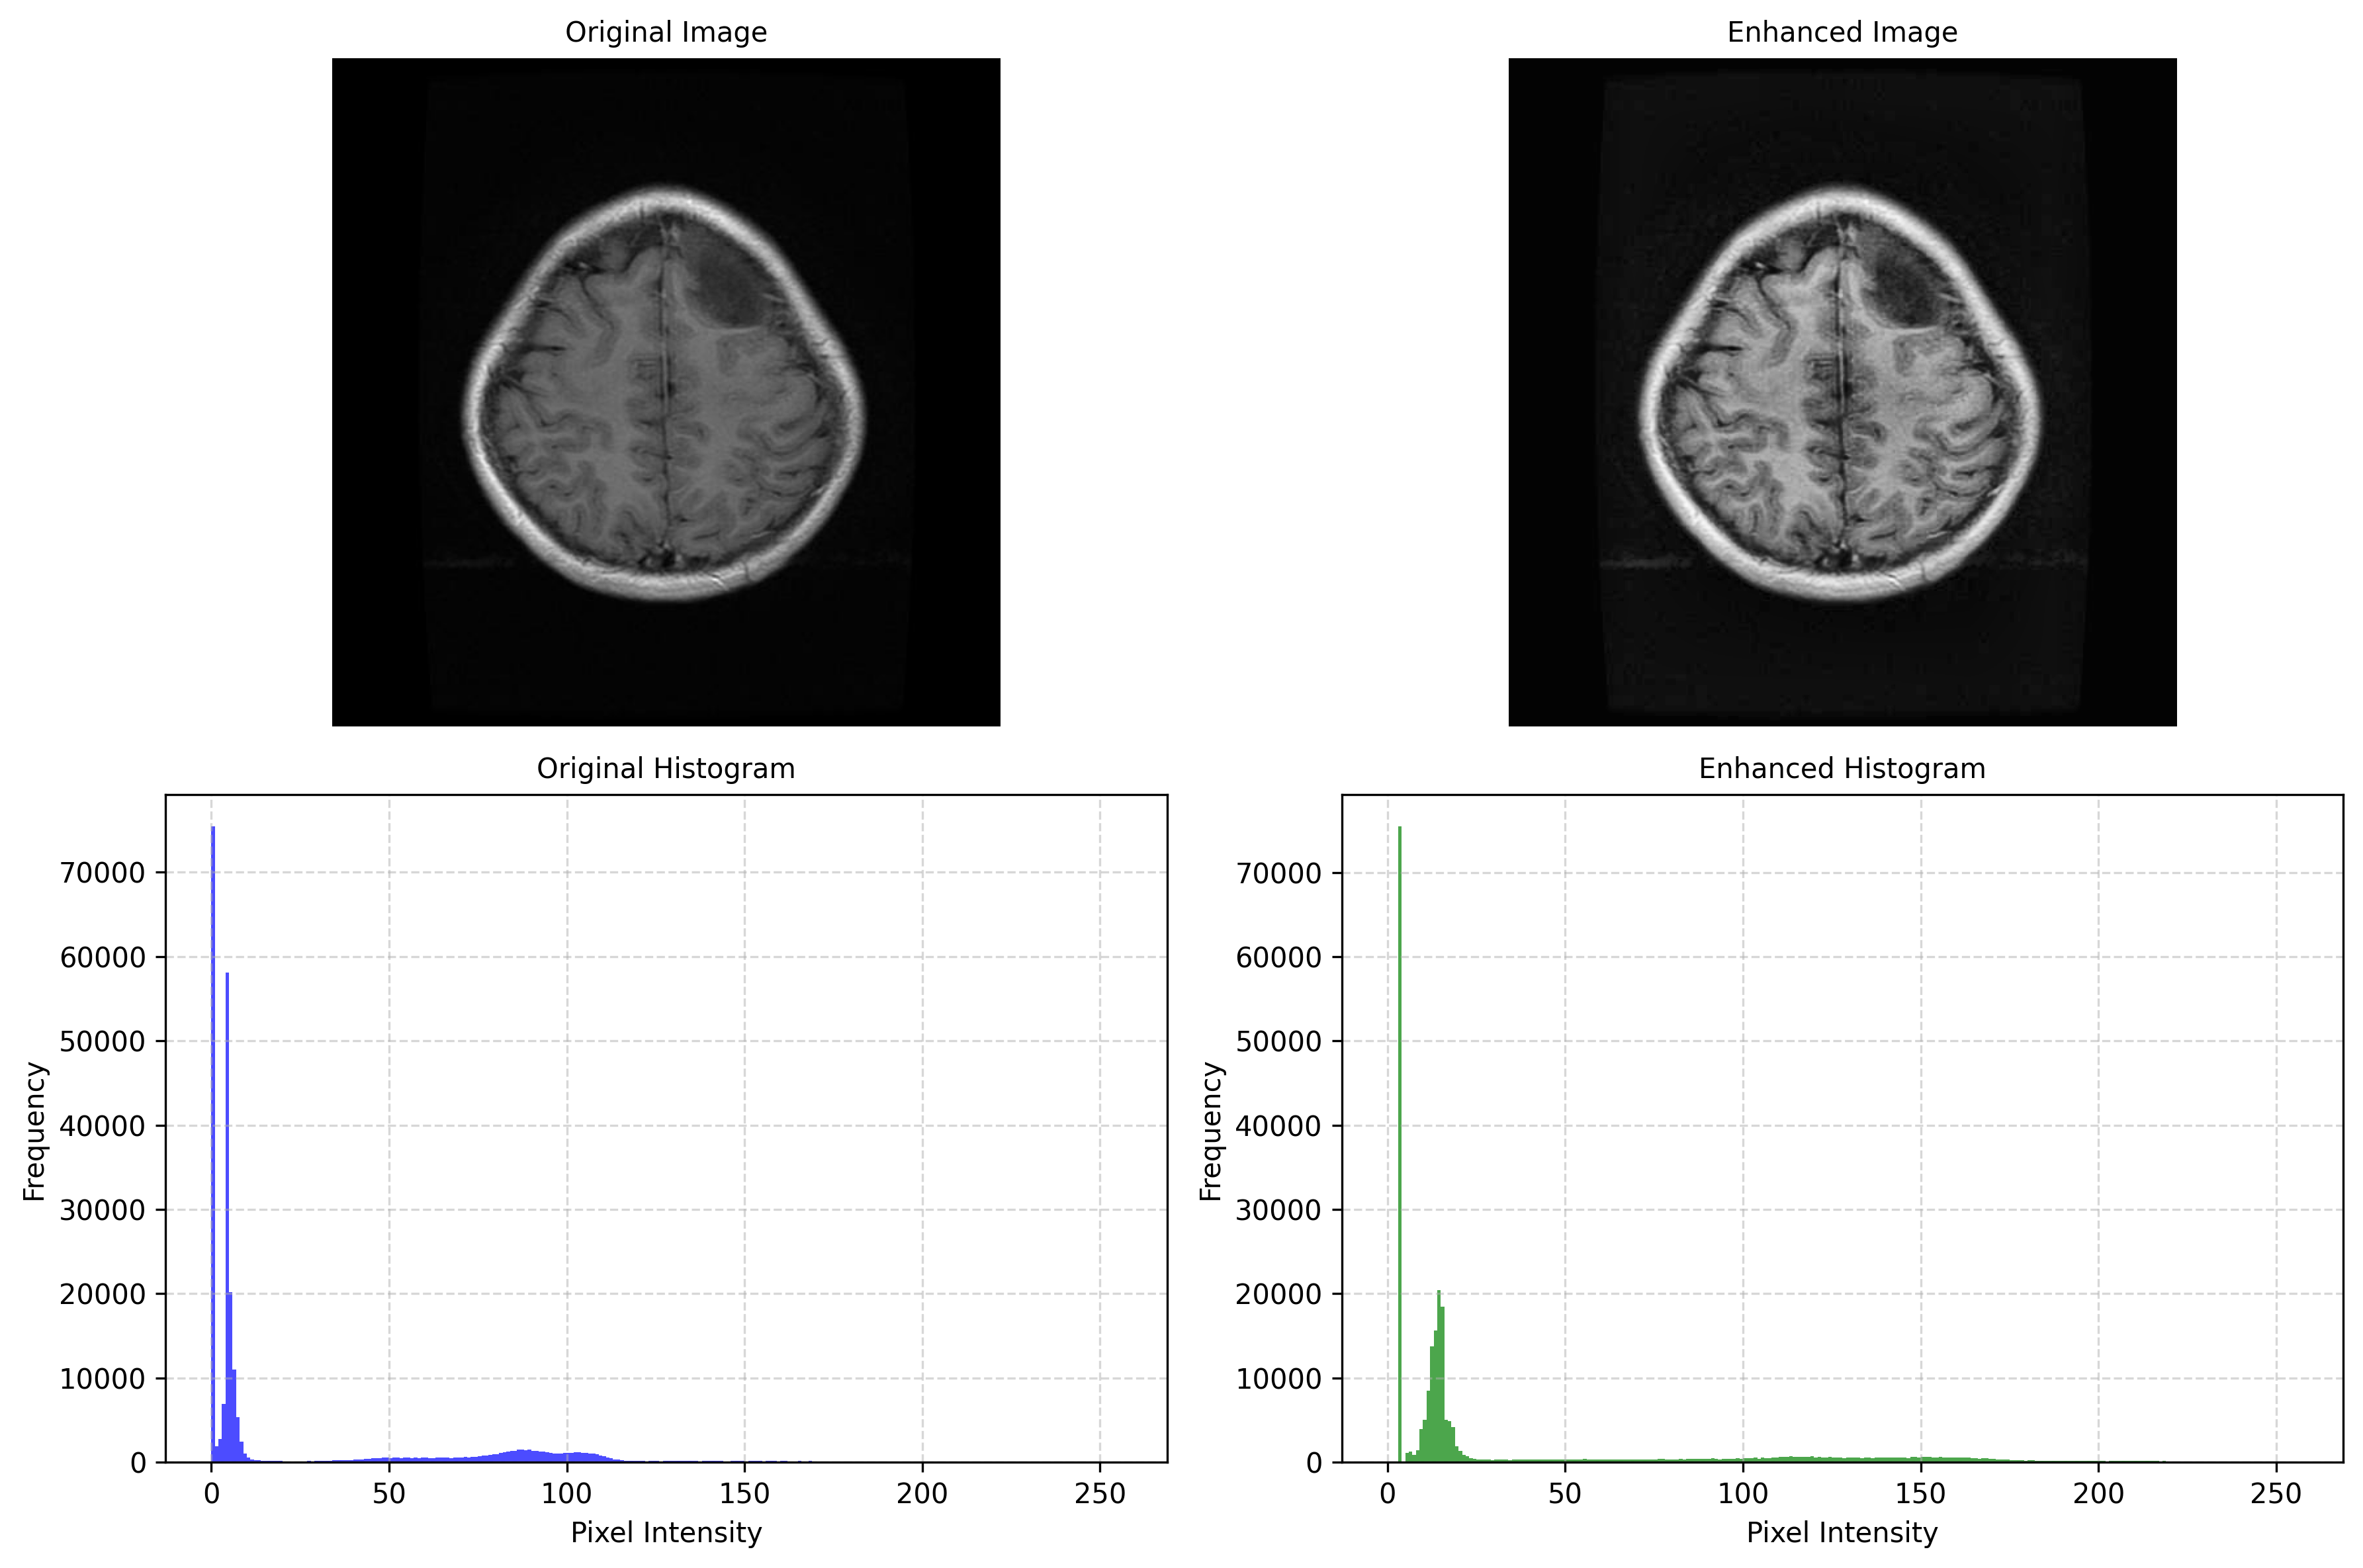 Original Image
Enhanced Image
Original Histogram
Enhanced Histogram
70000
60000
50000
40000
30000
20000
10000
0
Frequency
0 50 100 150 200 250
Pixel Intensity
70000
60000
50000
40000
30000
20000
10000
0
Frequency
0 50 100 150 200 250
Pixel Intensity